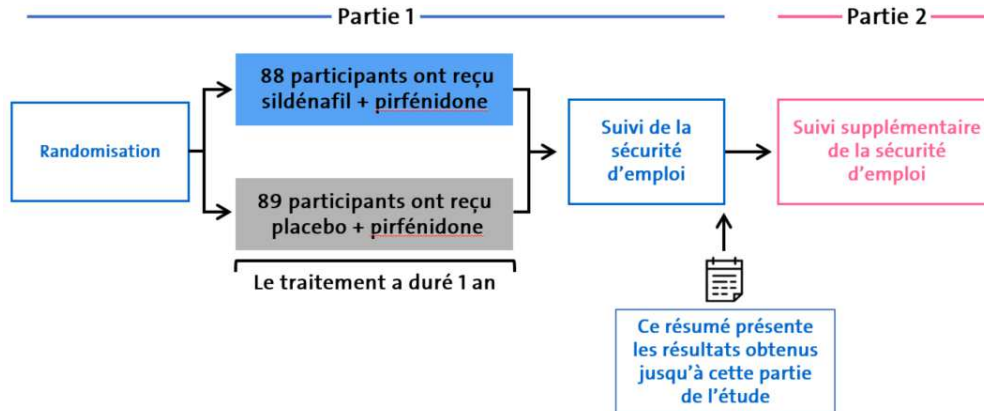 Partie 1
Partie 2
Randomisation
88 participants ont reçu
sildénafil + pirfénidone
89 participants ont reçu
placebo + pirfénidone
Le traitement a duré 1 an
Suivi de la
sécurité
d’emploi
Suivi supplémentaire
de la sécurité
d’emploi
Ce résumé présente
les résultats obtenus
jusqu’à cette partie
de l’étude